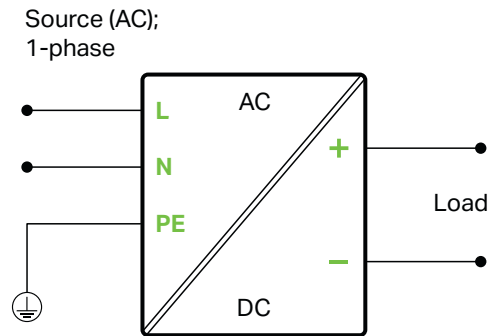 Source (AC);
1-phase
L
AC
N
+
PE
Load
−
DC